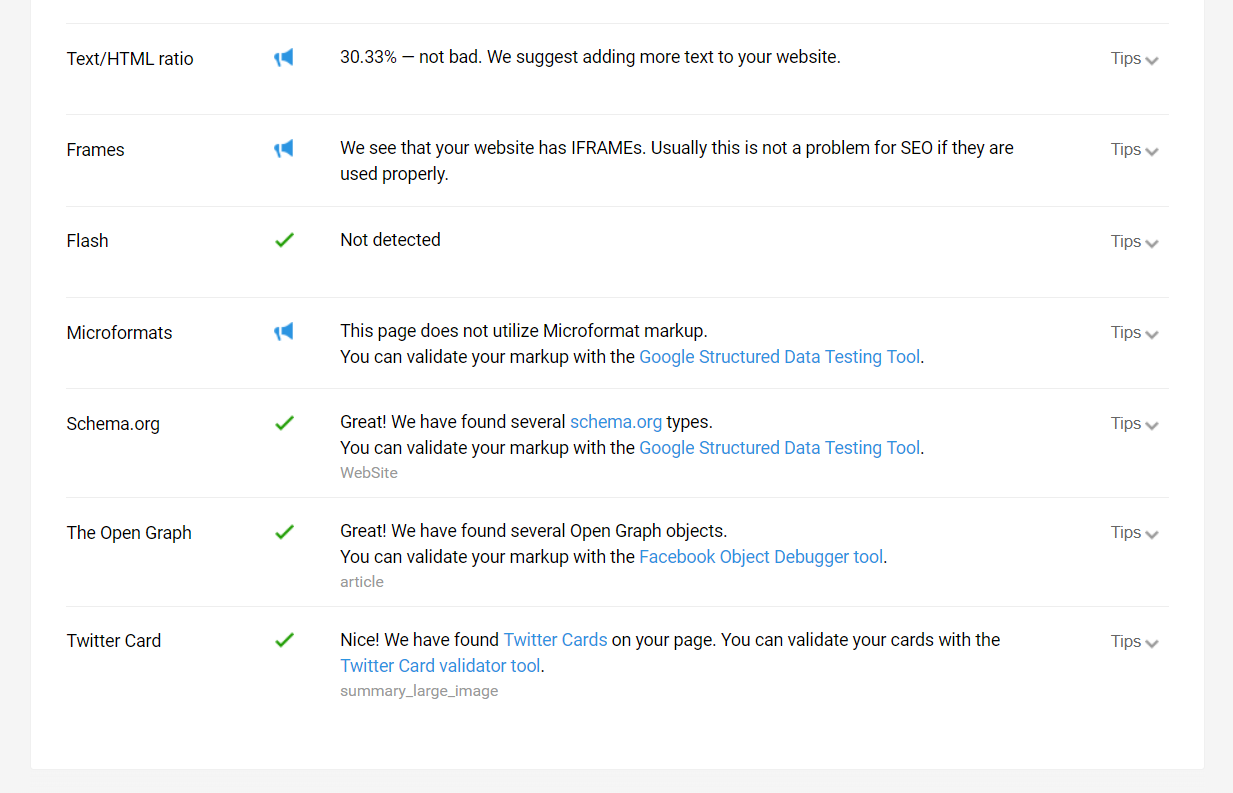 Text/HTML ratio
30.33% — not bad. We suggest adding more text to your website.
Tips
Frames
We see that your website has IFRAMEs. Usually this is not a problem for SEO if they are
used properly.
Tips
Flash
Not detected
Tips
Microformats
This page does not utilize Microformat markup.
You can validate your markup with the Google Structured Data Testing Tool.
Tips
Schema.org
Great! We have found several schema.org types.
You can validate your markup with the Google Structured Data Testing Tool.
WebSite
Tips
The Open Graph
Great! We have found several Open Graph objects.
You can validate your markup with the Facebook Object Debugger tool.
article
Tips
Twitter Card
Nice! We have found Twitter Cards on your page. You can validate your cards with the
Twitter Card validator tool.
summary_large_image
Tips